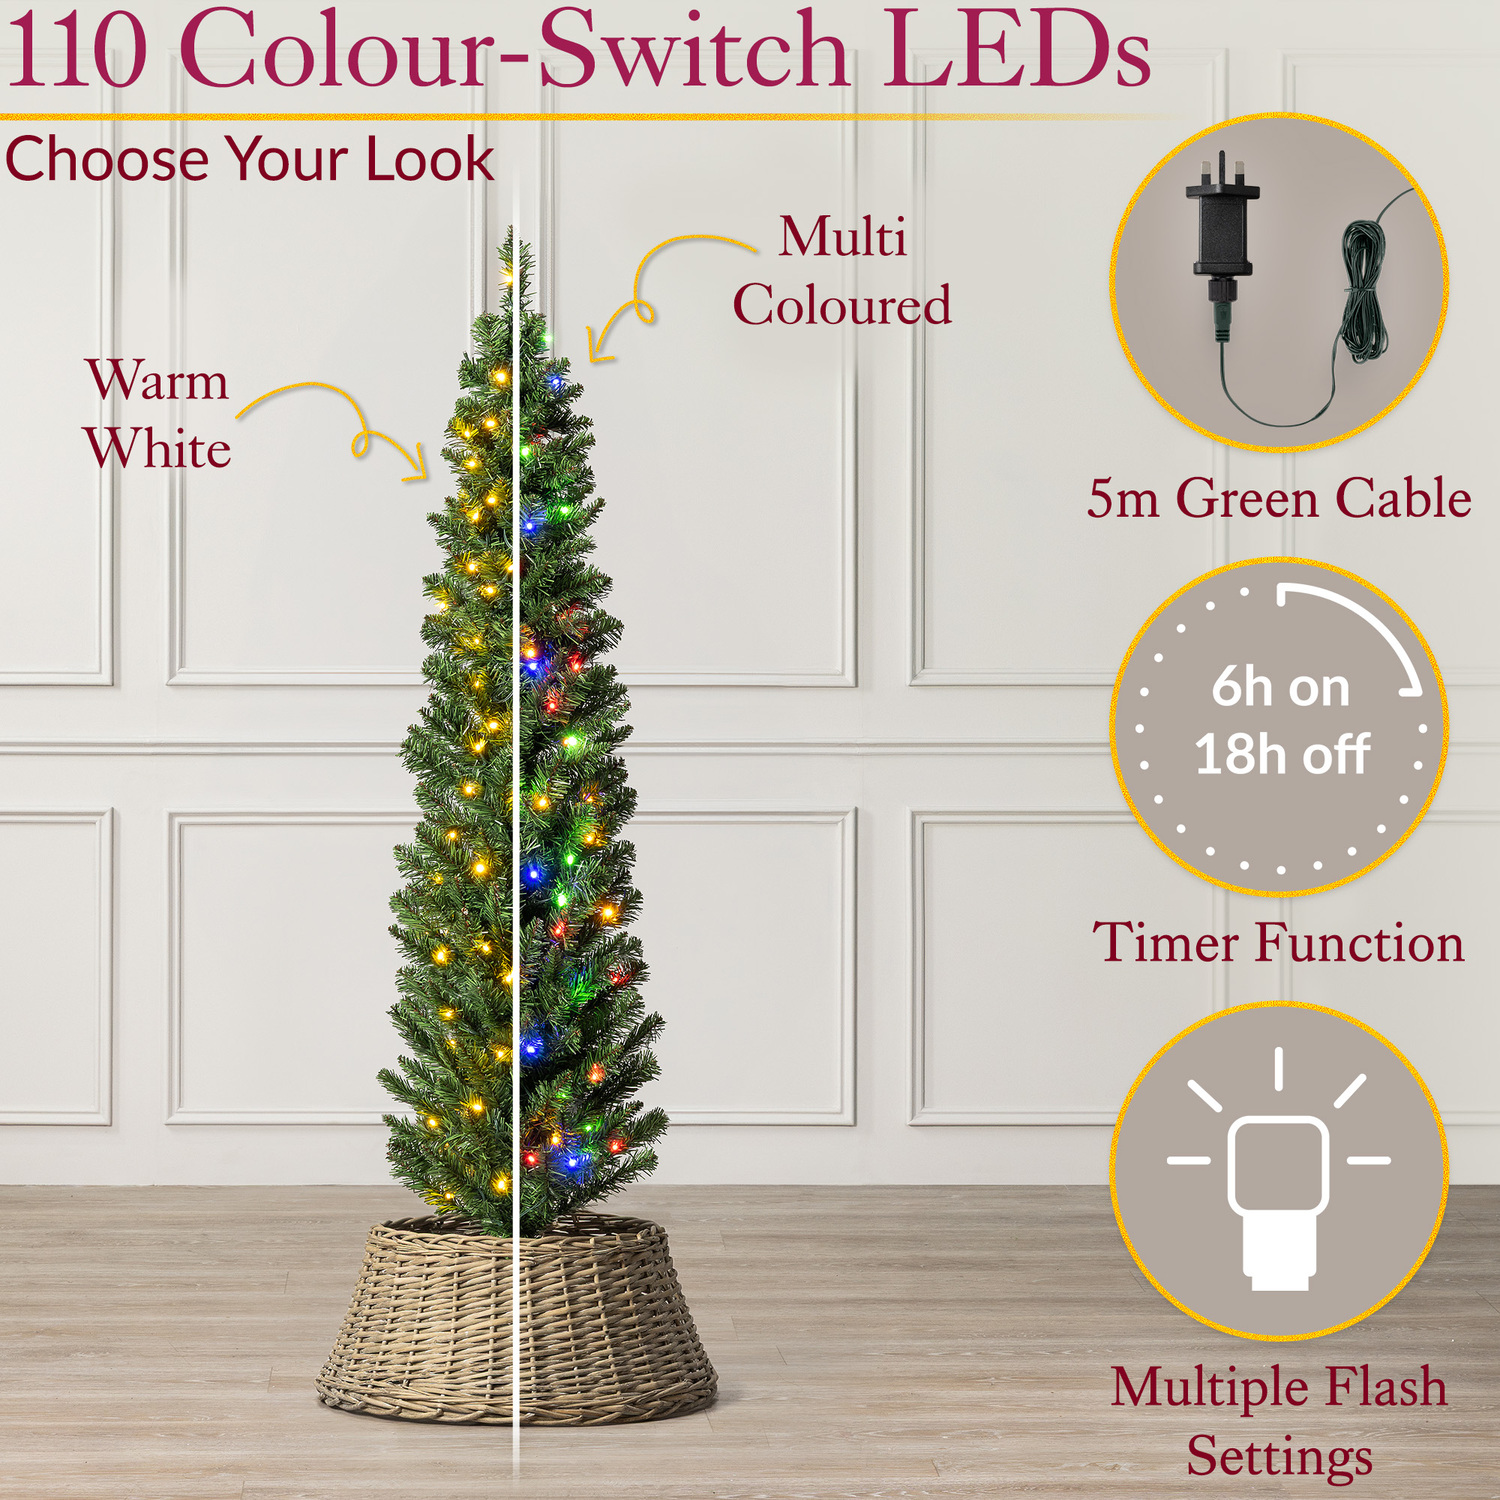 110 Colour-Switch LEDs
Choose Your Look
Multi
Coloured
Warm
White
5m Green Cable
6h on
18h off
Timer Function
Multiple Flash
Settings